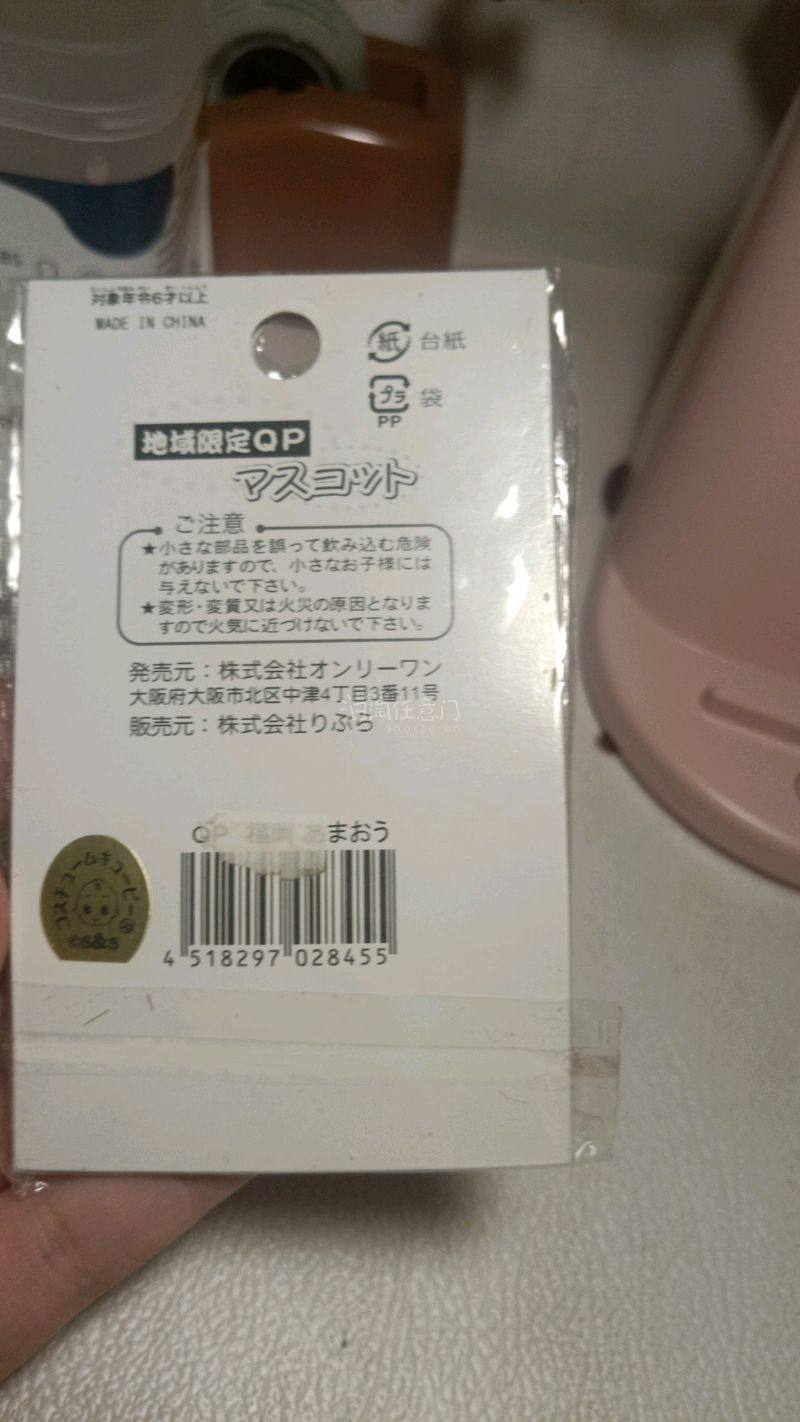 対象年令6才以上
MADE IN CHINA
紙 台紙
プラ 袋
PP
地域限定QP
マスコット
ご注意
★小さな部品を誤って飲み込む危険
がありますので、小さなお子様には
与えないで下さい。
★変形・変質又は火災の原因となりま
すので火気に近づけないで下さい。
発売元：株式会社オンリーワン
大阪府大阪市北区中津4丁目3番11号
販売元：株式会社りぶら
QP 福岡 あまおう
コスチュームキューピー
©S&S
4 518297 028455